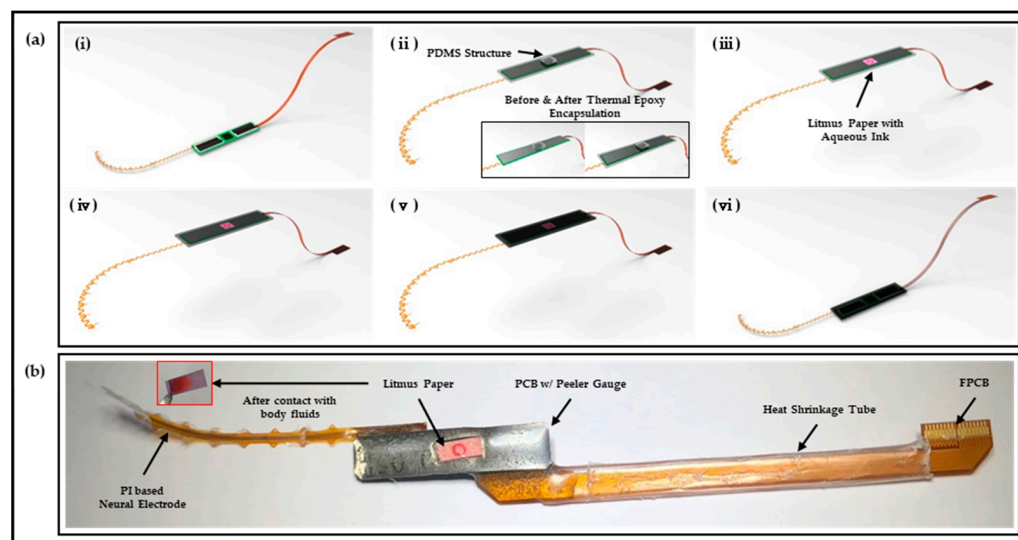 (a)
(i)
(ii)
PDMS Structure
Before & After Thermal Epoxy
Encapsulation
(iii)
Litmus Paper with
Aqueous Ink
(iv)
(v)
(vi)
(b)
Litmus Paper
After contact with
body fluids
PCB w/ Peeler Gauge
Heat Shrinkage Tube
FPCB
PI based
Neural Electrode